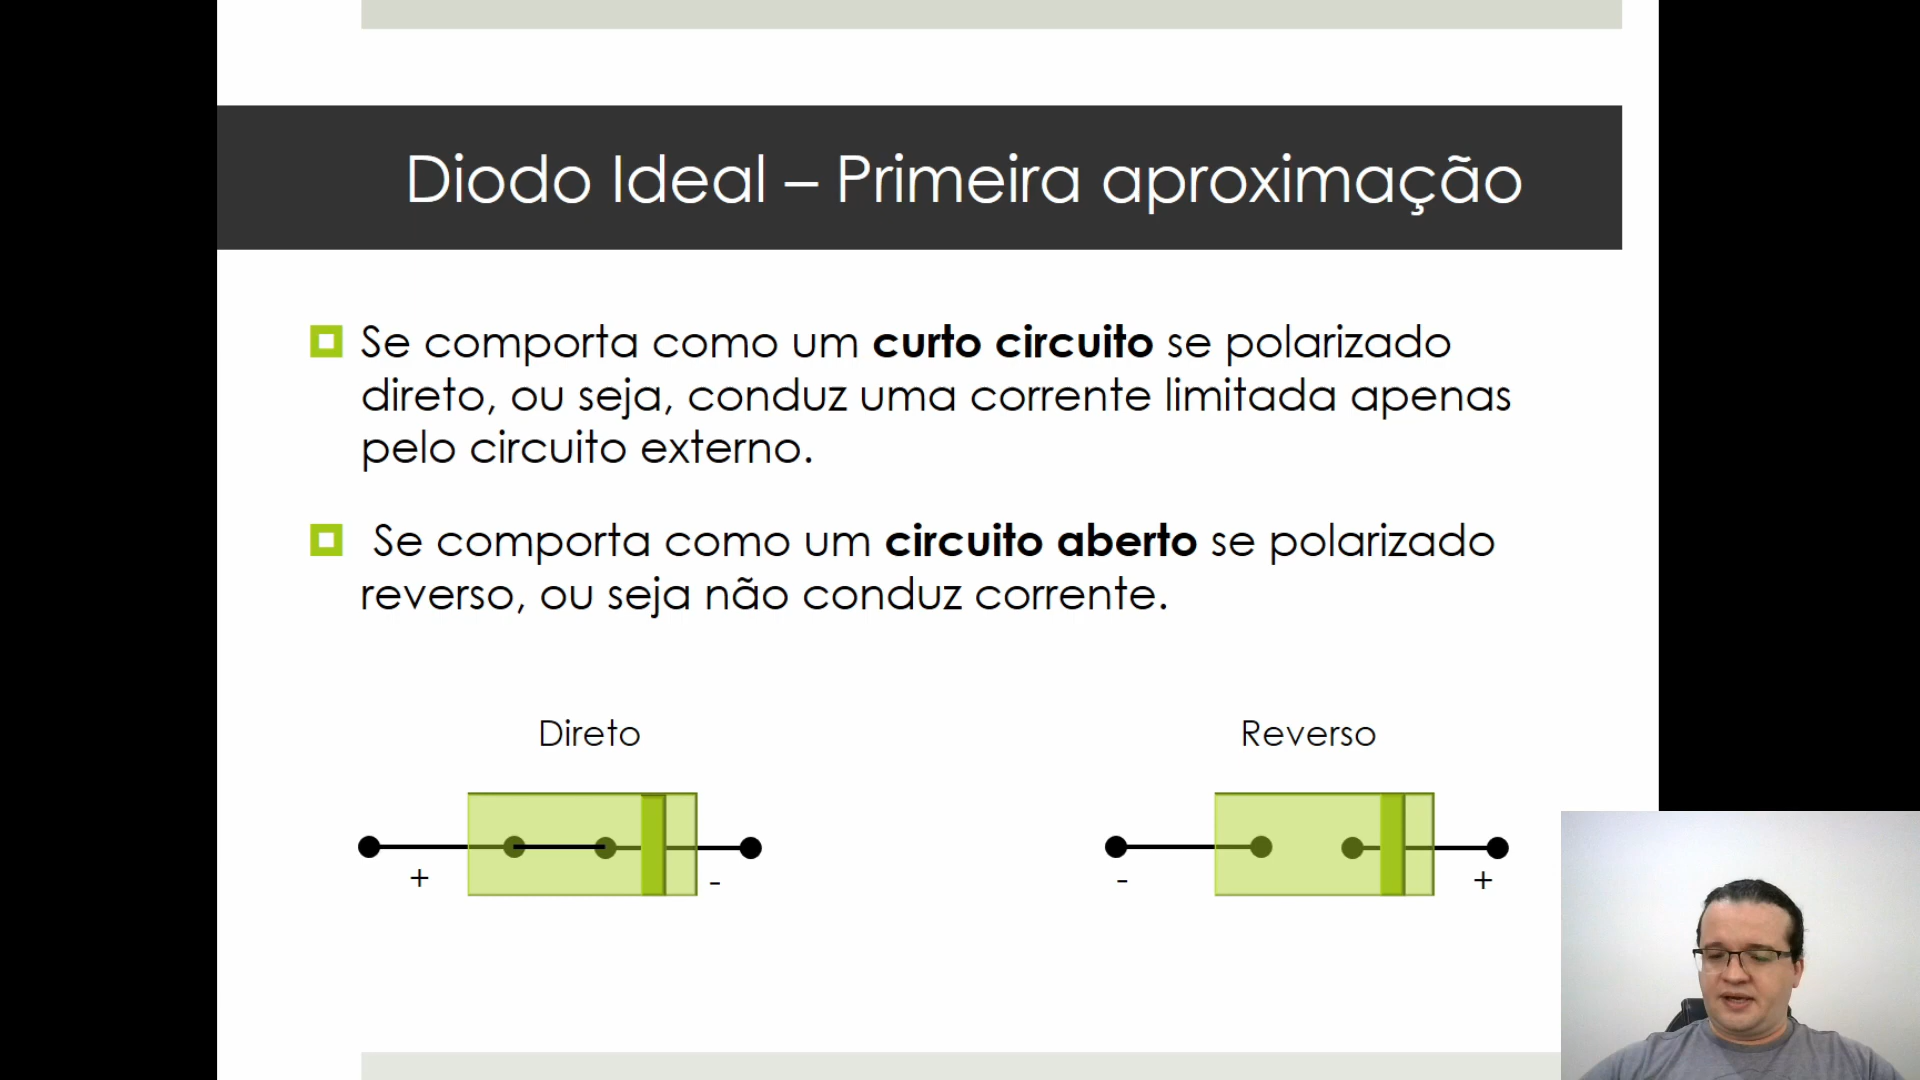 Diodo Ideal – Primeira aproximação
Se comporta como um curto circuito se polarizado
direto, ou seja, conduz uma corrente limitada apenas
pelo circuito externo.
Se comporta como um circuito aberto se polarizado
reverso, ou seja não conduz corrente.
Direto
Reverso
+
-
-
+